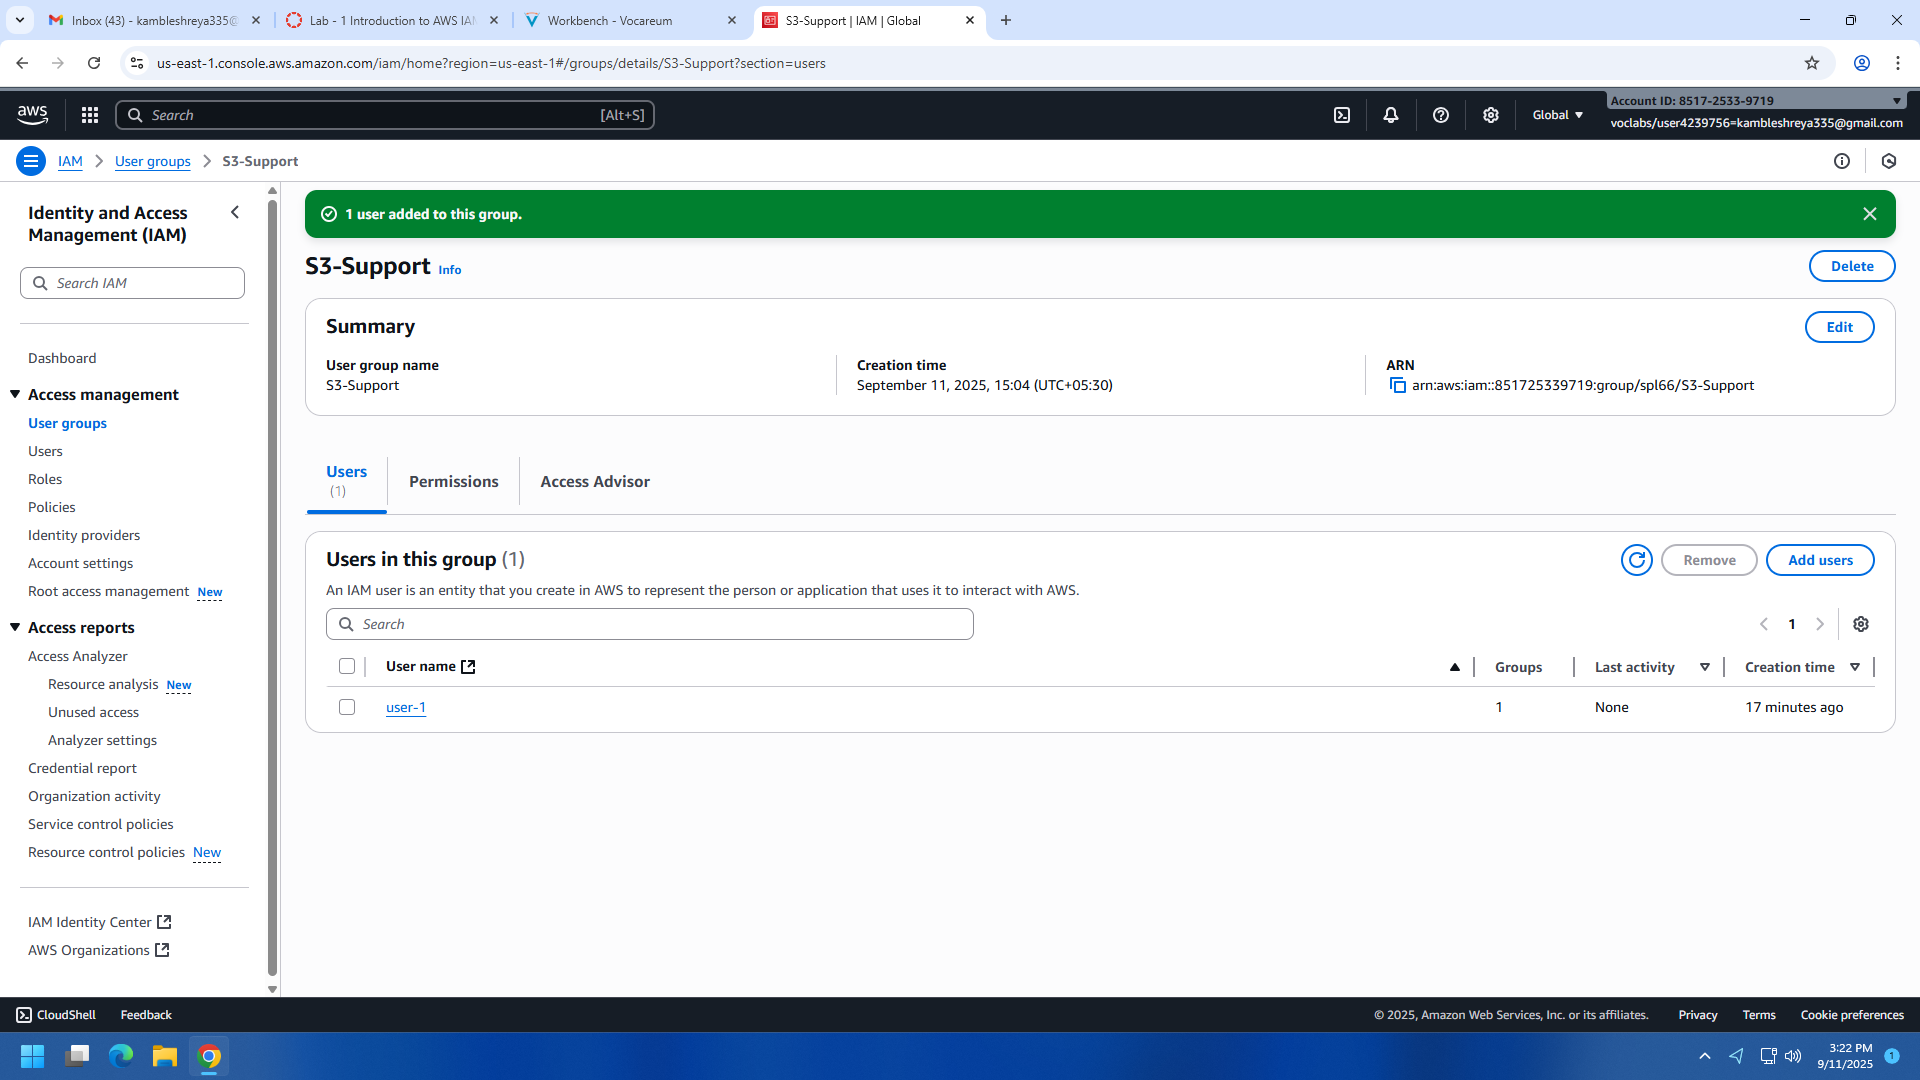 Inbox (43) - kambleshreya335@
Lab - 1 Introduction to AWS IAM
Workbench - Vocareum
S3-Support | IAM | Global
us-east-1.console.aws.amazon.com/iam/home?region=us-east-1#/groups/details/S3-Support?section=users
aws
Search
[Alt+S]
Global
Account ID: 8517-2533-9719
voclabs/user4239756=kambleshreya335@gmail.com
IAM
User groups
S3-Support
Identity and Access
Management (IAM)
Search IAM
Dashboard
Access management
User groups
Users
Roles
Policies
Identity providers
Account settings
Root access management New
Access reports
Access Analyzer
Resource analysis New
Unused access
Analyzer settings
Credential report
Organization activity
Service control policies
Resource control policies New
IAM Identity Center
AWS Organizations
1 user added to this group.
S3-Support Info
Delete
Summary
Edit
User group name
S3-Support
Creation time
September 11, 2025, 15:04 (UTC+05:30)
ARN
arn:aws:iam::851725339719:group/spl66/S3-Support
Users
(1)
Permissions
Access Advisor
Users in this group (1)
Remove
Add users
An IAM user is an entity that you create in AWS to represent the person or application that uses it to interact with AWS.
Search
1
User name
Groups
Last activity
Creation time
user-1
1
None
17 minutes ago
CloudShell
Feedback
© 2025, Amazon Web Services, Inc. or its affiliates.
Privacy
Terms
Cookie preferences
3:22 PM
9/11/2025
1